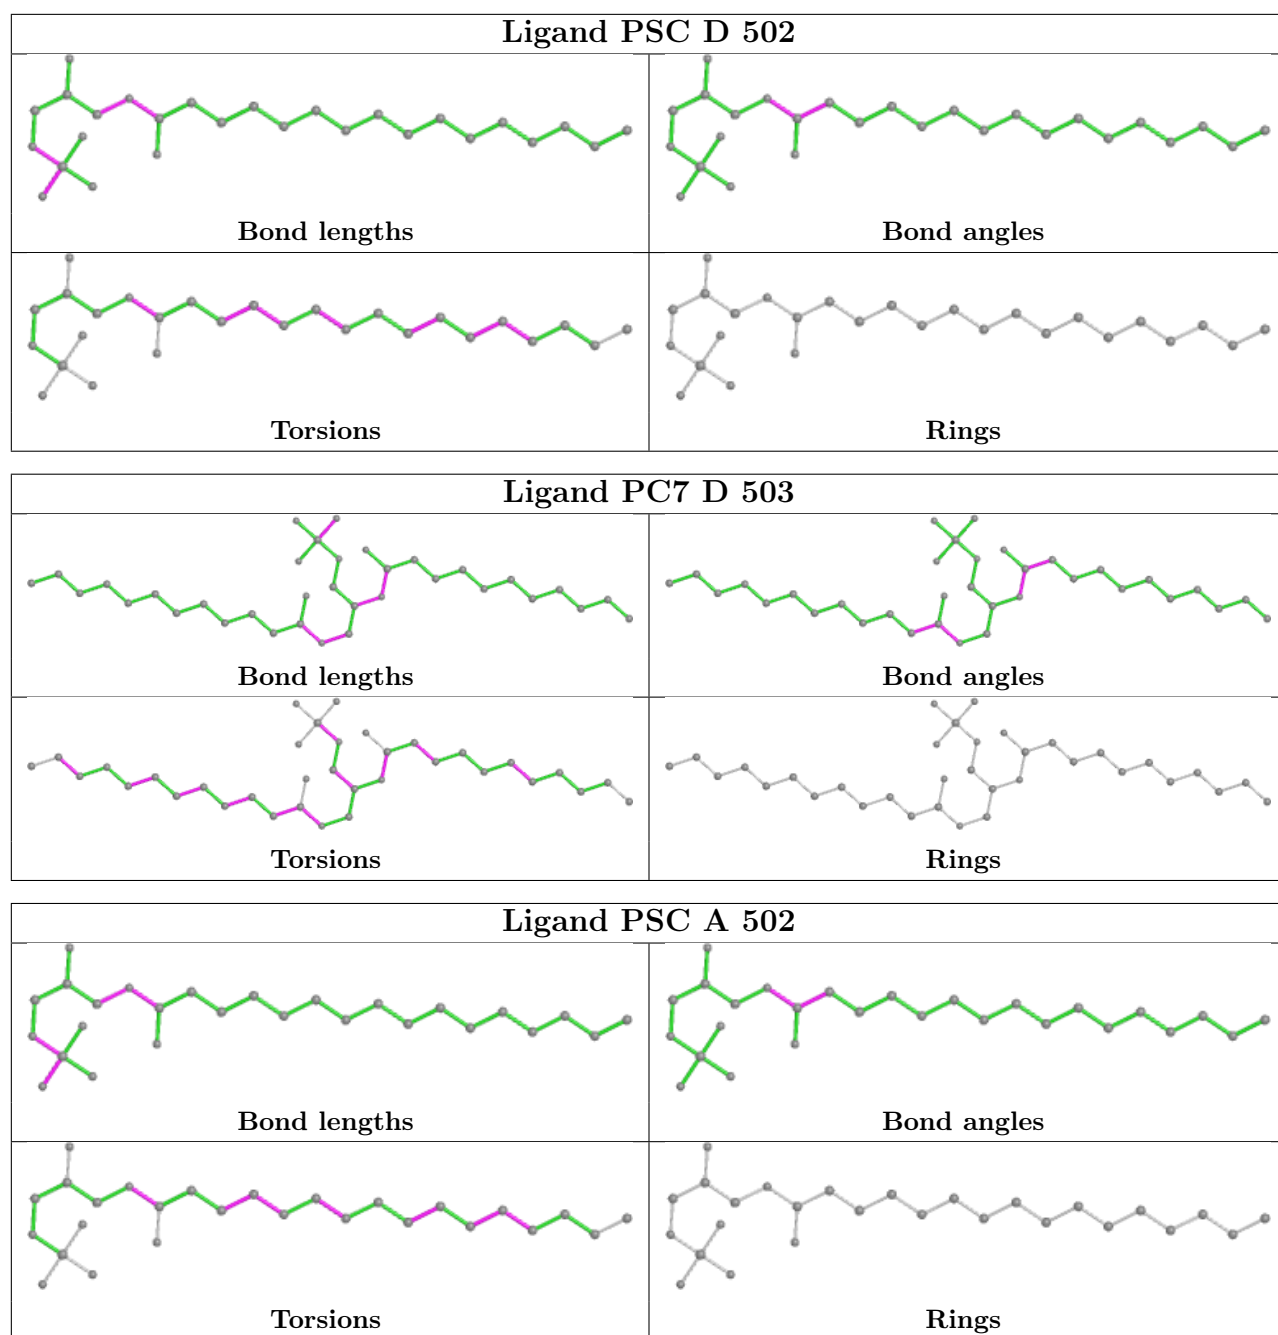 Ligand PSC D 502
Bond lengths
Bond angles
Torsions
Rings
Ligand PC7 D 503
Bond lengths
Bond angles
Torsions
Rings
Ligand PSC A 502
Bond lengths
Bond angles
Torsions
Rings